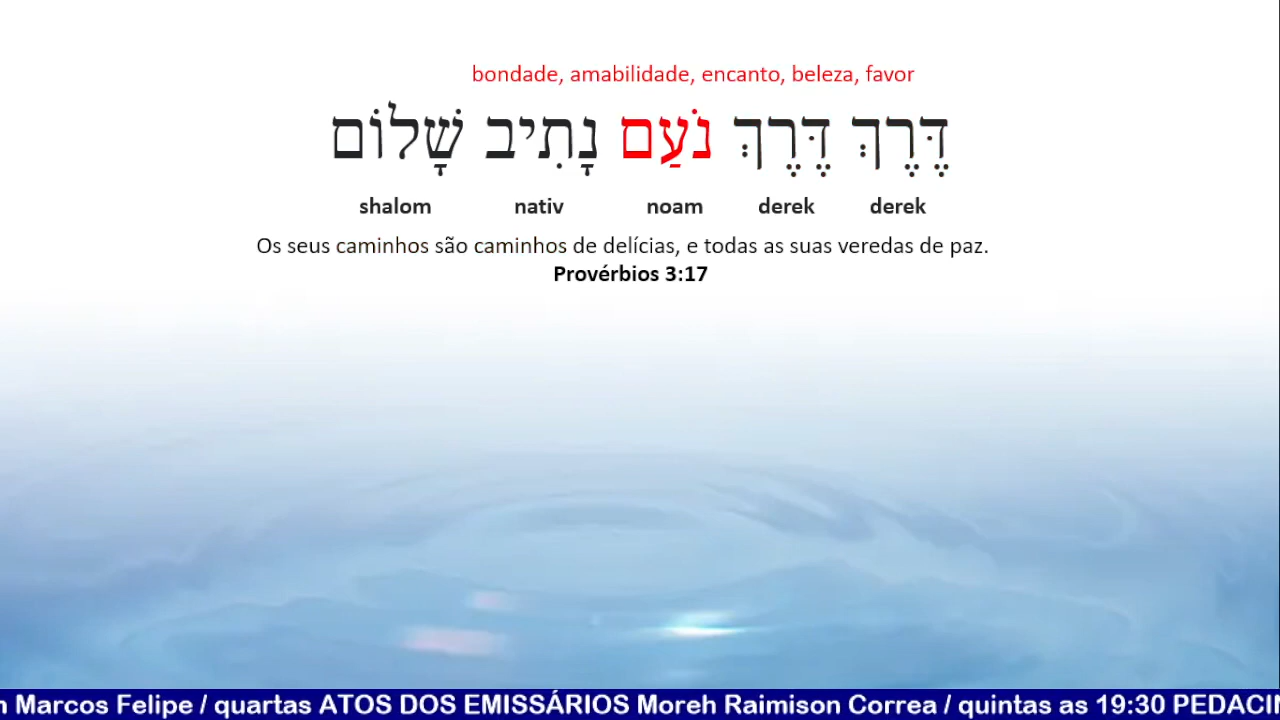 bondade, amabilidade, encanto, beleza, favor
דֶּרֶךְ דֶּרֶךְ נֹעַם נָתִיב שָׁלוֹם
shalom nativ noam derek derek
Os seus caminhos são caminhos de delícias, e todas as suas veredas de paz.
Provérbios 3:17
Marcos Felipe / quartas ATOS DOS EMISSÁRIOS Moreh Raimison Correa / quintas as 19:30